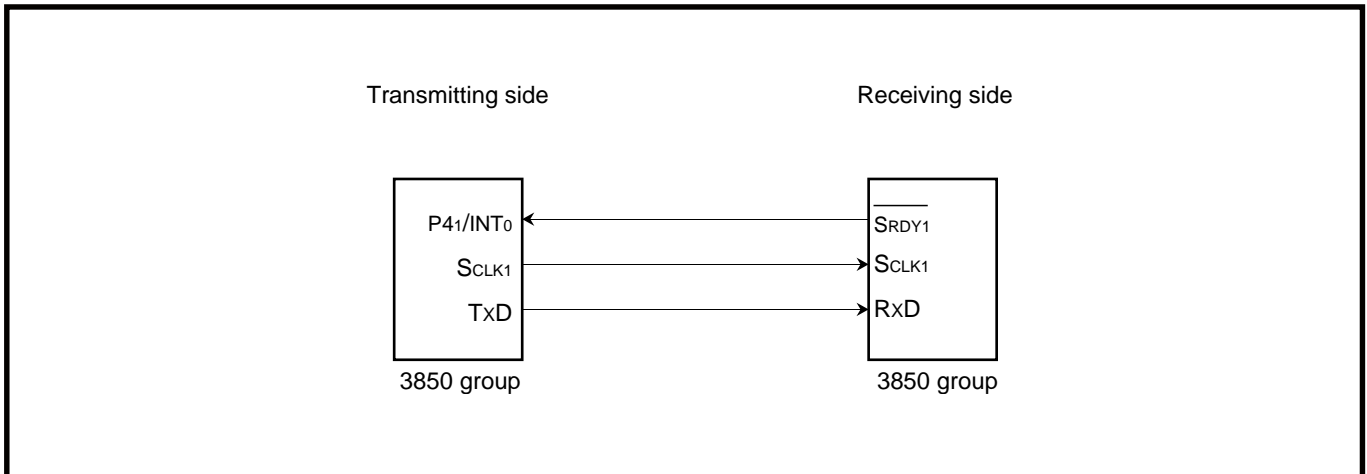 Transmitting side
Receiving side
P41/INT0
SRDY1
SCLK1
SCLK1
TXD
RXD
3850 group
3850 group